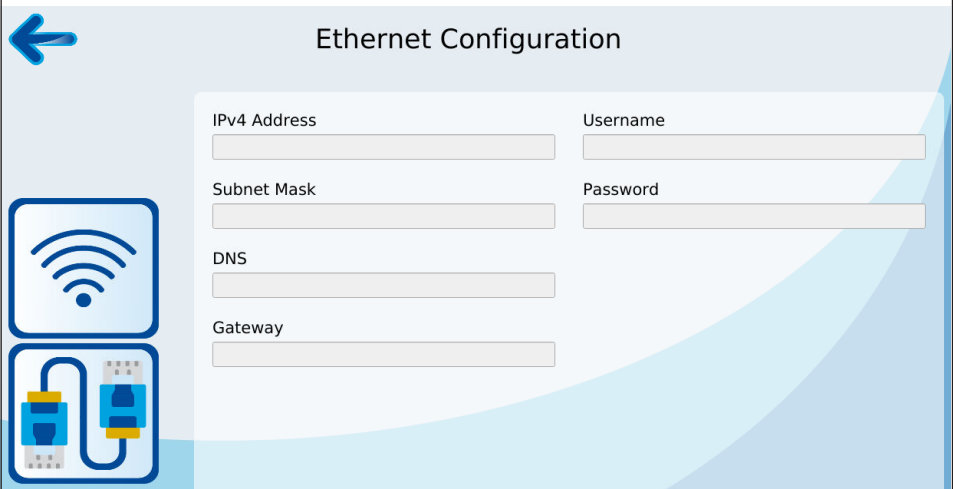 Ethernet Configuration
IPv4 Address
Username
Subnet Mask
Password
DNS
Gateway